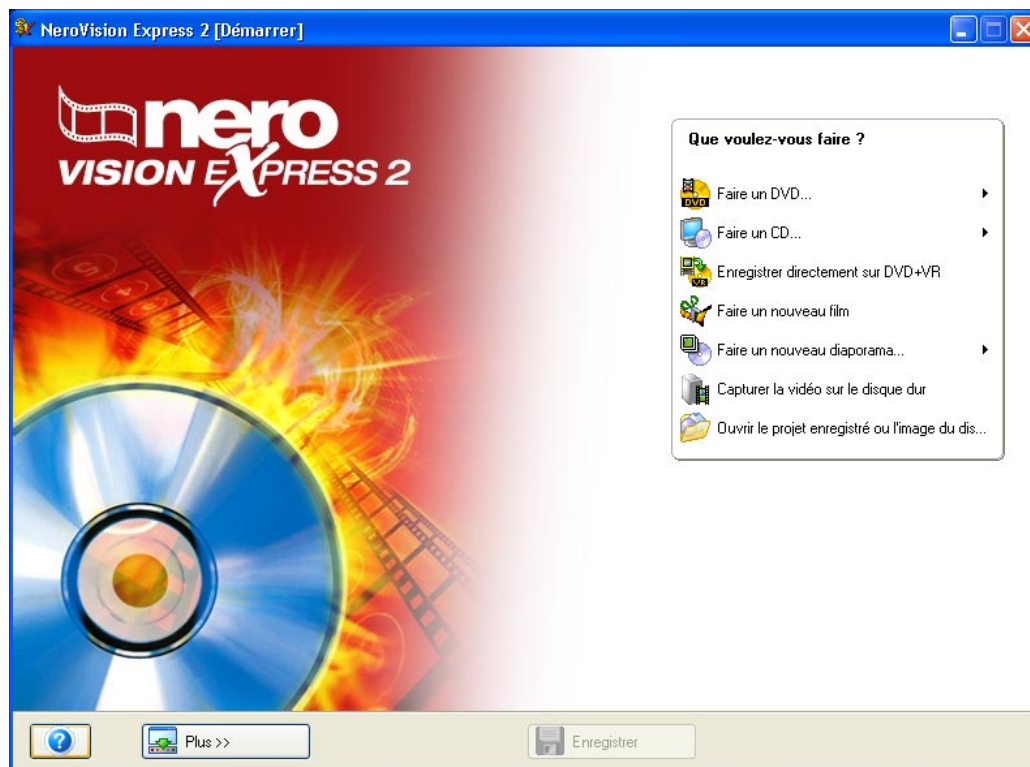 NeroVision Express 2 [Démarrer]
nero
VISION EXPRESS 2
Que voulez-vous faire ?
Faire un DVD...
Faire un CD...
Enregistrer directement sur DVD+VR
Faire un nouveau film
Faire un nouveau diaporama...
Capturer la vidéo sur le disque dur
Ouvrir le projet enregistré ou l'image du dis...
Plus >>
Enregistrer